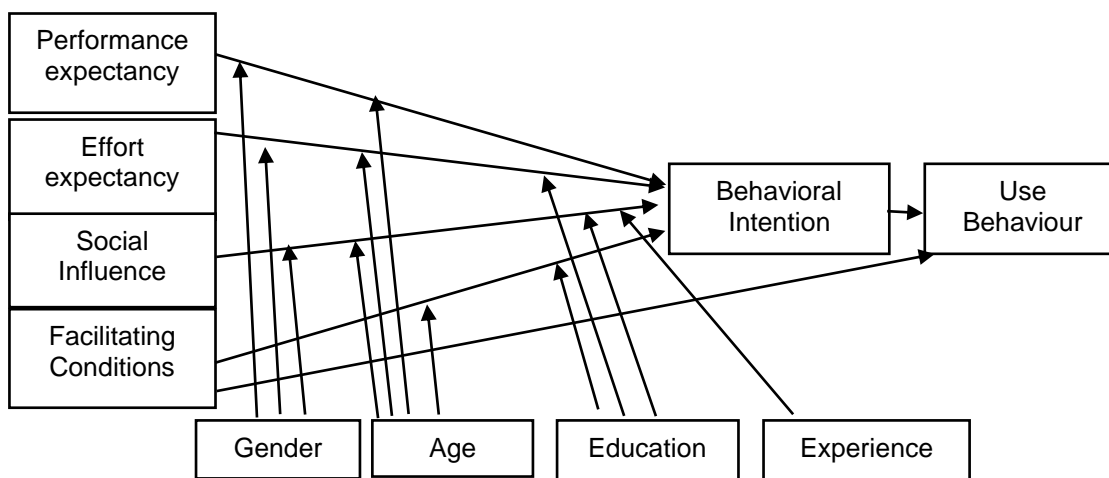 Performance
expectancy
Effort
expectancy
Social
Influence
Facilitating
Conditions
Behavioral
Intention
Use
Behaviour
Gender
Age
Education
Experience